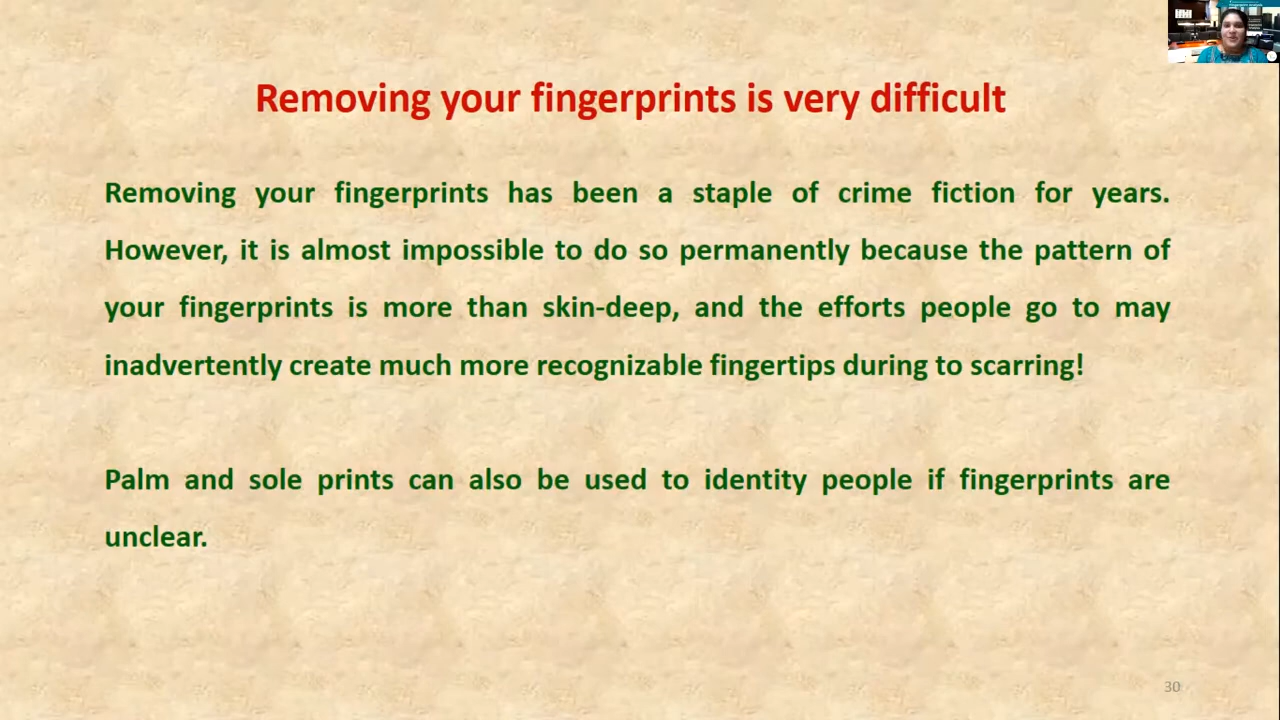 Removing your fingerprints is very difficult
Removing your fingerprints has been a staple of crime fiction for years.
However, it is almost impossible to do so permanently because the pattern of
your fingerprints is more than skin-deep, and the efforts people go to may
inadvertently create much more recognizable fingertips during to scarring!
Palm and sole prints can also be used to identity people if fingerprints are
unclear.
30